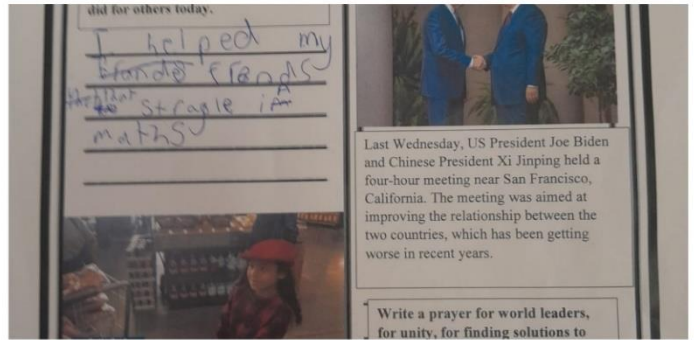 did for others today.
I helped my
friends
that
stragle in
maths
Last Wednesday, US President Joe Biden
and Chinese President Xi Jinping held a
four-hour meeting near San Francisco,
California. The meeting was aimed at
improving the relationship between the
two countries, which has been getting
worse in recent years.
Write a prayer for world leaders,
for unity, for finding solutions to